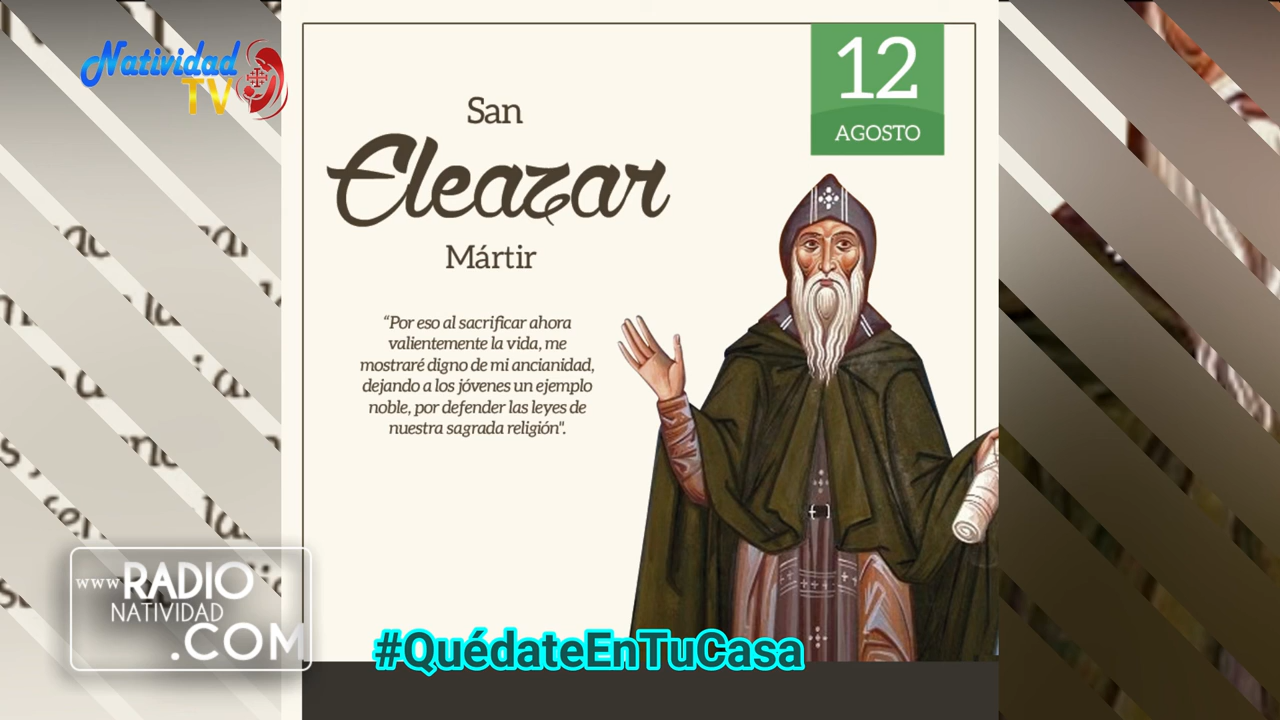 Natividad
TV
12
AGOSTO
San
Eleazar
Mártir
“Por eso al sacrificar ahora
valientemente la vida, me
mostraré digno de mi ancianidad,
dejando a los jóvenes un ejemplo
noble, por defender las leyes de
nuestra sagrada religión".
www RADIO
NATIVIDAD
.COM
#QuédateEnTuCasa